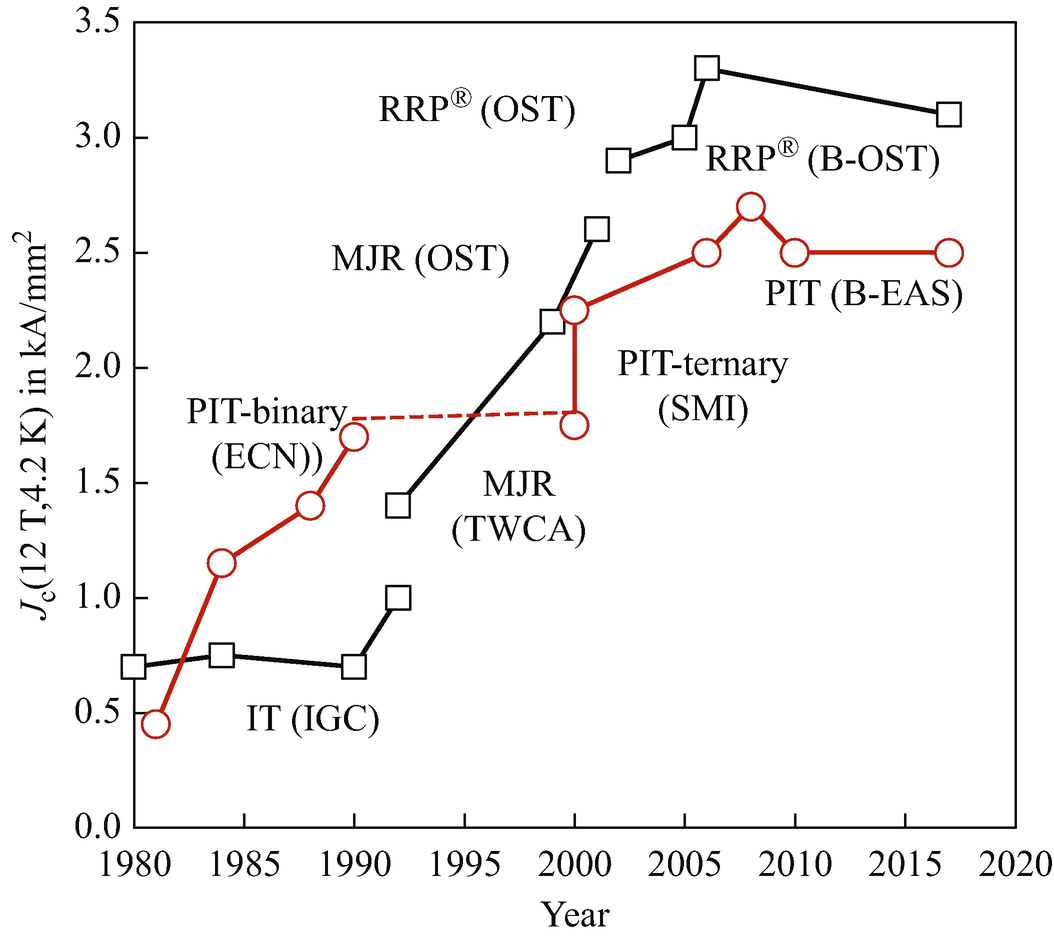 3.5
3.0
2.5
2.0
1.5
1.0
0.5
0.0
Jc(12 T,4.2 K) in kA/mm²
RRP® (OST)
RRP® (B-OST)
MJR (OST)
PIT (B-EAS)
PIT-ternary
(SMI)
PIT-binary
(ECN))
MJR
(TWCA)
IT (IGC)
1980 1985 1990 1995 2000 2005 2010 2015 2020
Year